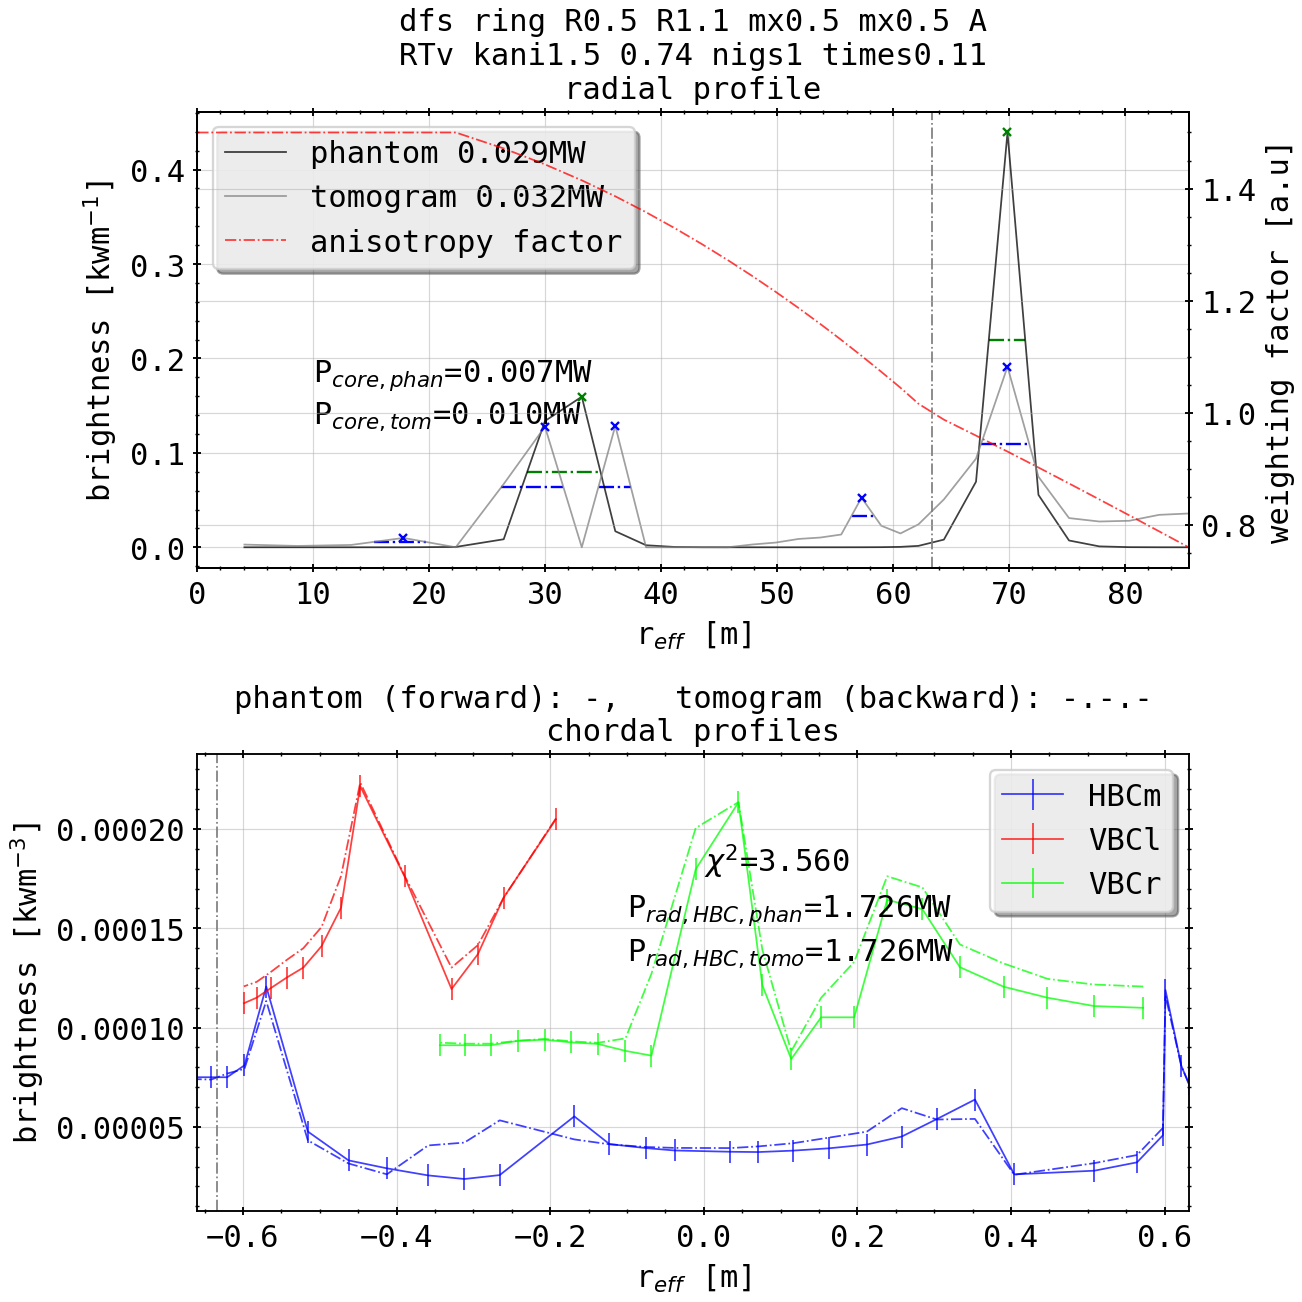 dfs ring R0.5 R1.1 mx0.5 mx0.5 A
RTv kani1.5 0.74 nigs1 times0.11
radial profile
phantom 0.029MW
tomogram 0.032MW
anisotropy factor
P_{core,phan}=0.007MW
P_{core,tom}=0.010MW
brightness [kwm^{-1}]
0.4
0.3
0.2
0.1
0.0
weighting factor [a.u]
1.4
1.2
1.0
0.8
0 10 20 30 40 50 60 70 80
r_{eff} [m]
phantom (forward): -,   tomogram (backward): -.-.-
chordal profiles
HBCm
VBCl
VBCr
χ^{2}=3.560
P_{rad,HBC,phan}=1.726MW
P_{rad,HBC,tomo}=1.726MW
brightness [kwm^{-3}]
0.00020
0.00015
0.00010
0.00005
−0.6 −0.4 −0.2 0.0 0.2 0.4 0.6
r_{eff} [m]